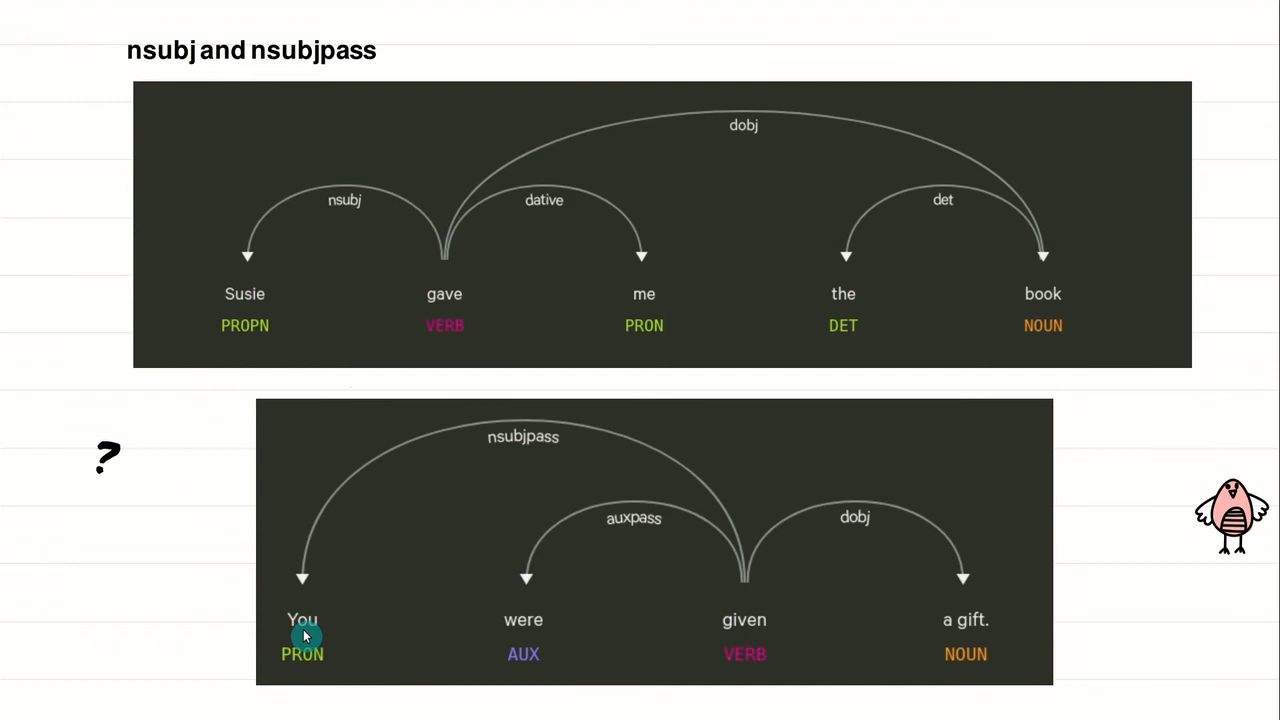 nsubj and nsubjpass
dobj
nsubj dative det
Susie gave me the book
PROPN VERB PRON DET NOUN
?
nsubjpass
auxpass dobj
You were given a gift.
PRON AUX VERB NOUN